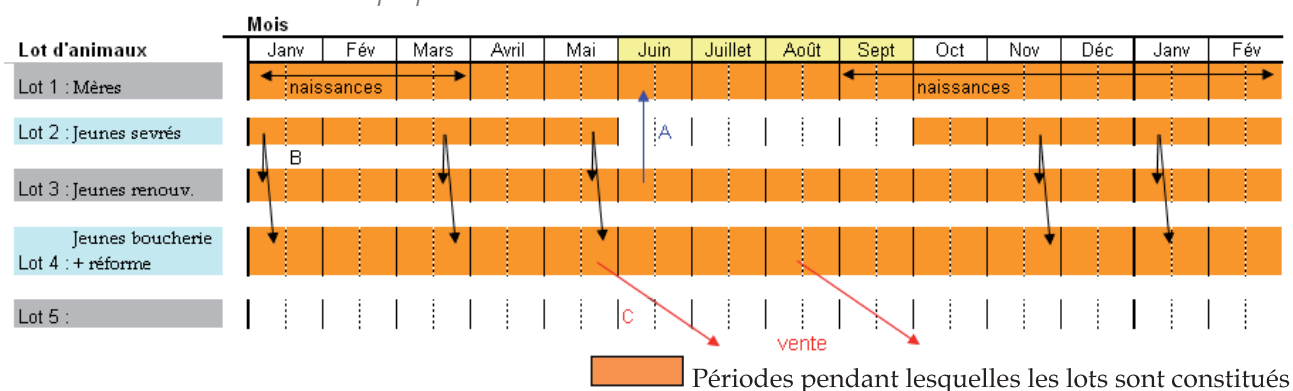 Mois
Lot d'animaux Janv Fév Mars Avril Mai Juin Juillet Août Sept Oct Nov Déc Janv Fév
Lot 1 : Mères naissances naissances
Lot 2 : Jeunes sevrés A
B
Lot 3 : Jeunes renouv.
Jeunes boucherie
Lot 4 : + réforme
Lot 5 : C
vente
Périodes pendant lesquelles les lots sont constitués